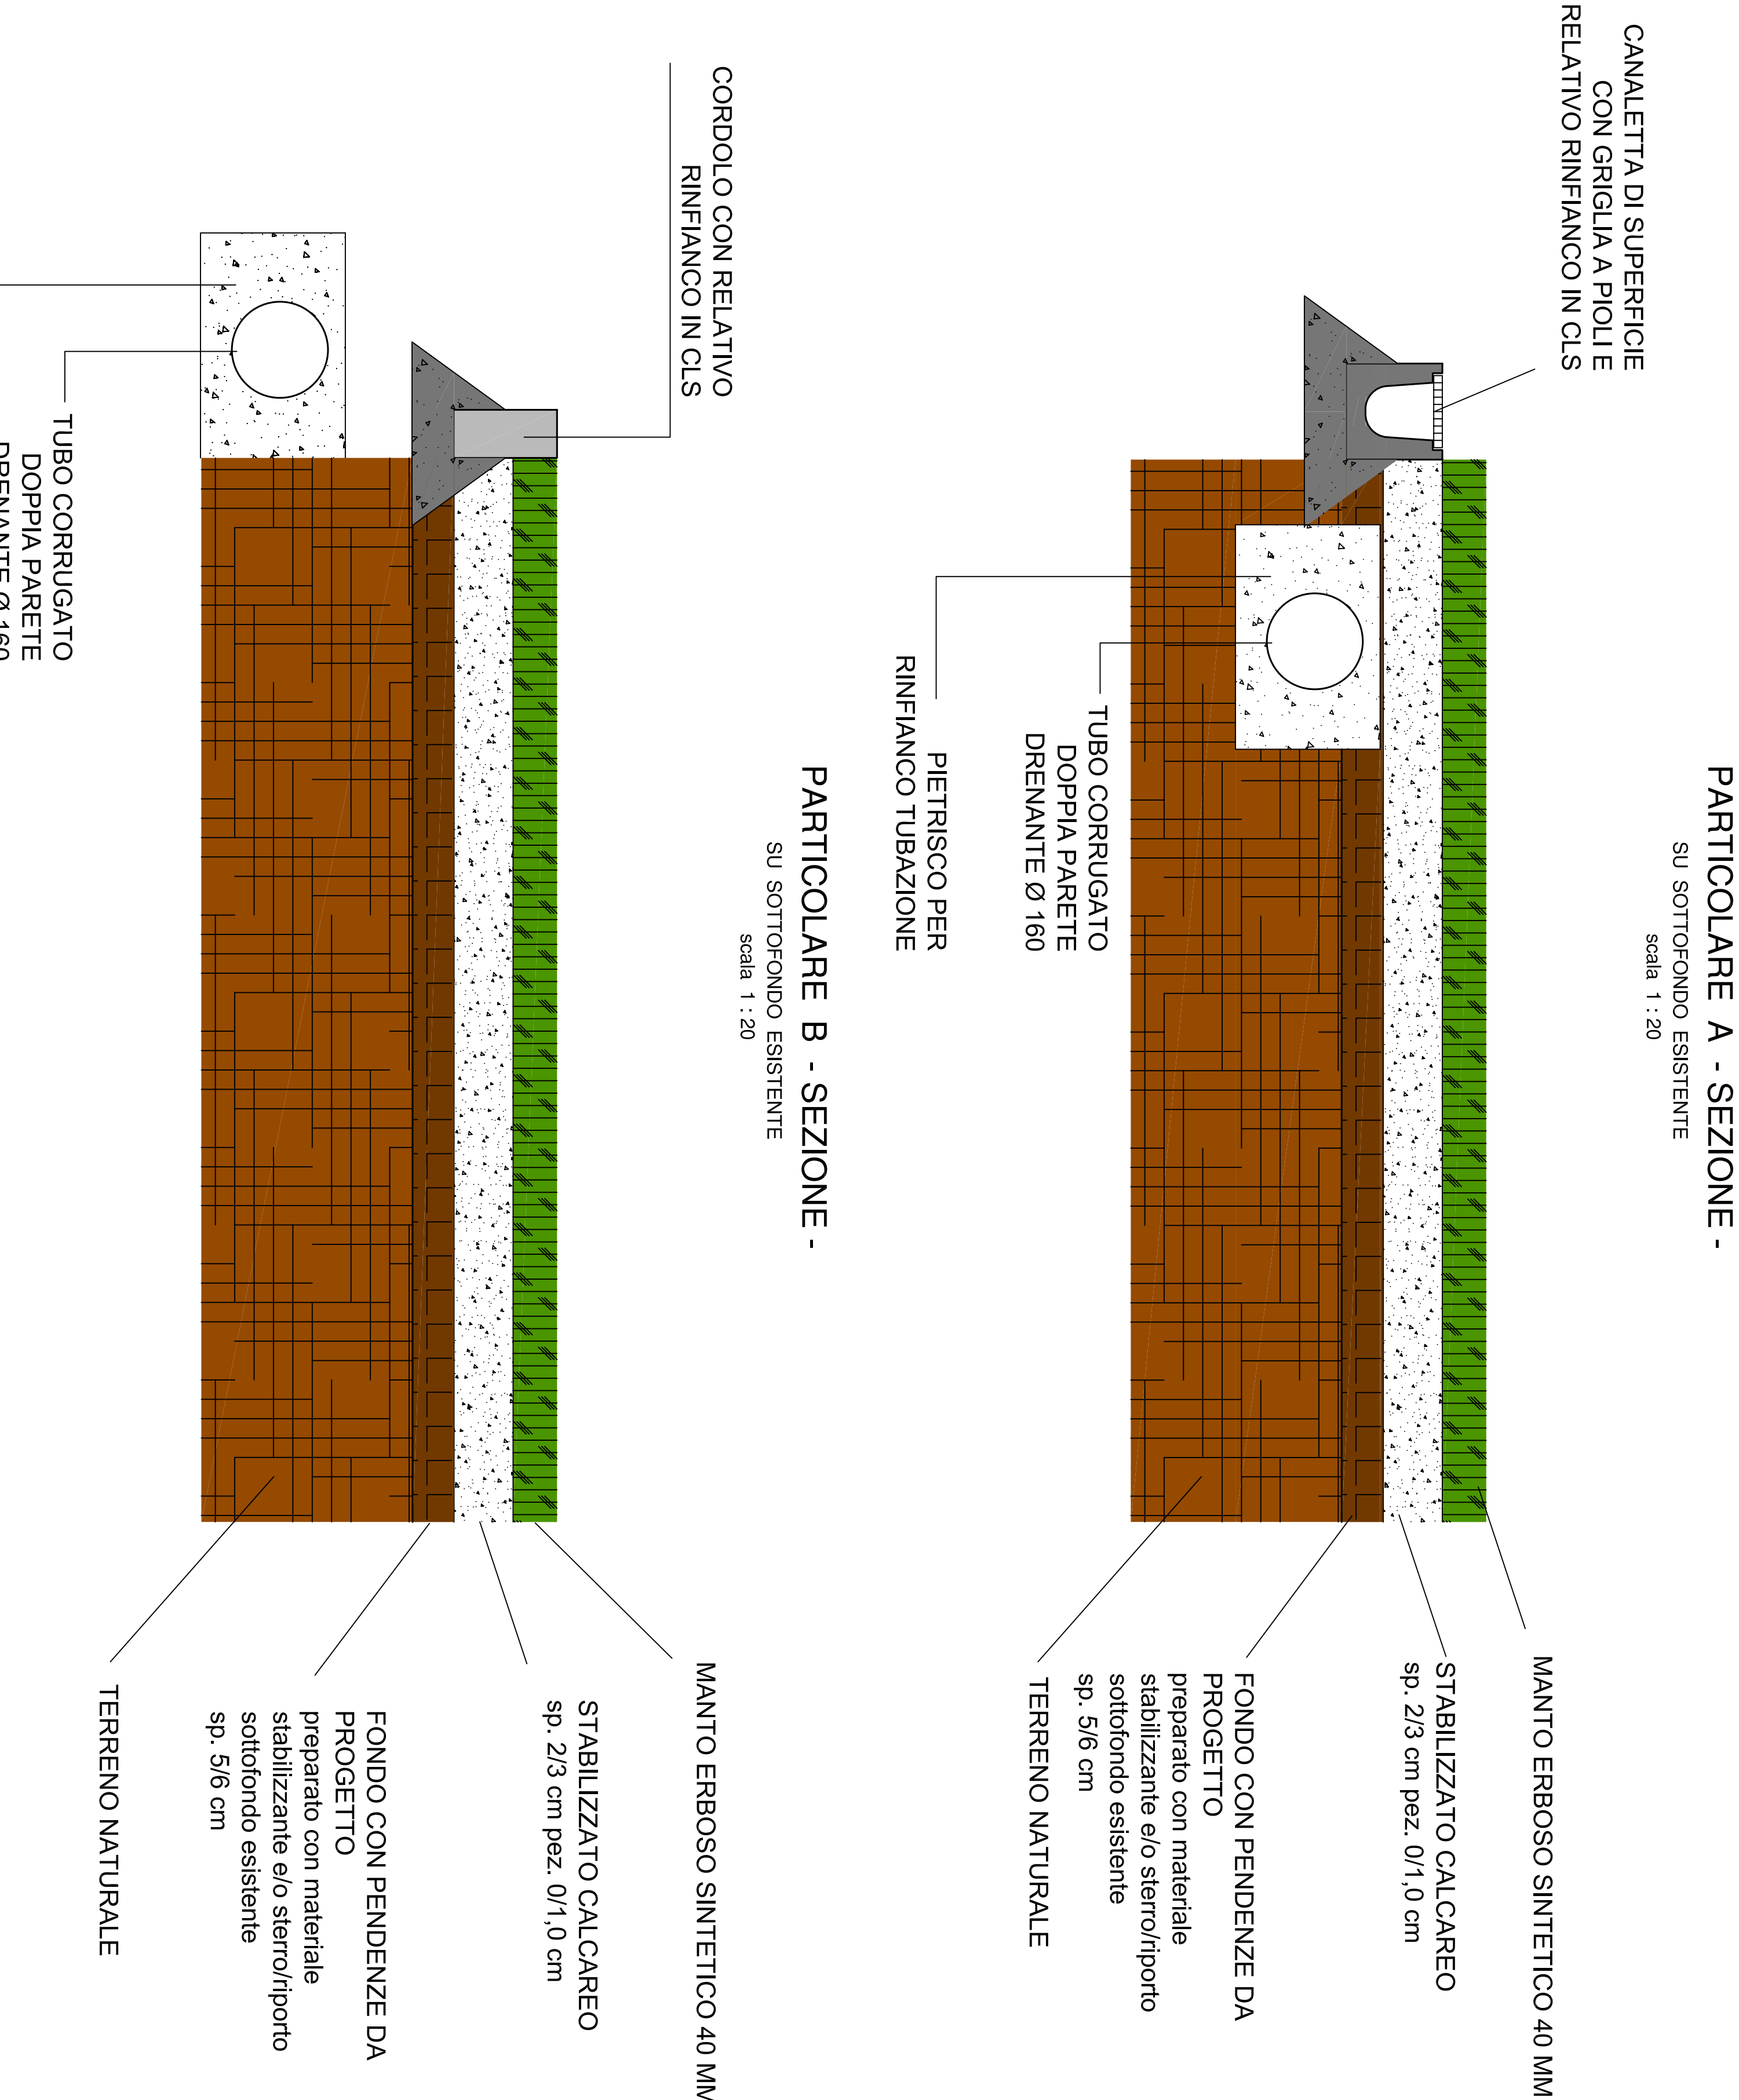 PARTICOLARE A - SEZIONE -
SU SOTTOFONDO ESISTENTE
scala 1 : 20
CANALETTA DI SUPERFICIE
CON GRIGLIA A PIOLI E
RELATIVO RINFIANCO IN CLS
MANTO ERBOSO SINTETICO 40 MM
STABILIZZATO CALCAREO
sp. 2/3 cm pez. 0/1,0 cm
FONDO CON PENDENZE DA
PROGETTO
preparato con materiale
stabilizzante e/o sterro/riporto
sottofondo esistente
sp. 5/6 cm
TERRENO NATURALE
TUBO CORRUGATO
DOPPIA PARETE
DRENANTE Ø 160
PIETRISCO PER
RINFIANCO TUBAZIONE
PARTICOLARE B - SEZIONE -
SU SOTTOFONDO ESISTENTE
scala 1 : 20
CORDOLO CON RELATIVO
RINFIANCO IN CLS
MANTO ERBOSO SINTETICO 40 MM
STABILIZZATO CALCAREO
sp. 2/3 cm pez. 0/1,0 cm
FONDO CON PENDENZE DA
PROGETTO
preparato con materiale
stabilizzante e/o sterro/riporto
sottofondo esistente
sp. 5/6 cm
TERRENO NATURALE
TUBO CORRUGATO
DOPPIA PARETE
DRENANTE Ø 160